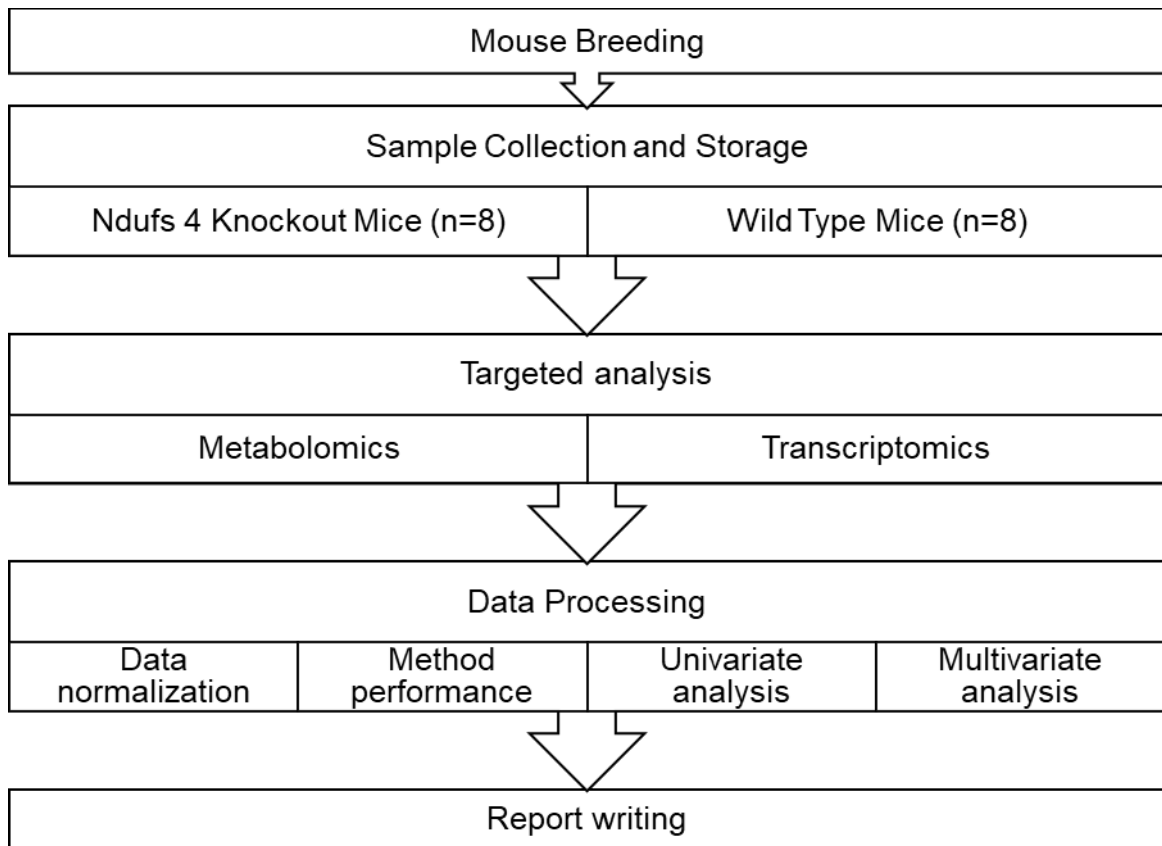 Mouse Breeding
Sample Collection and Storage
Ndufs 4 Knockout Mice (n=8)
Wild Type Mice (n=8)
Targeted analysis
Metabolomics
Transcriptomics
Data Processing
Data
normalization
Method
performance
Univariate
analysis
Multivariate
analysis
Report writing